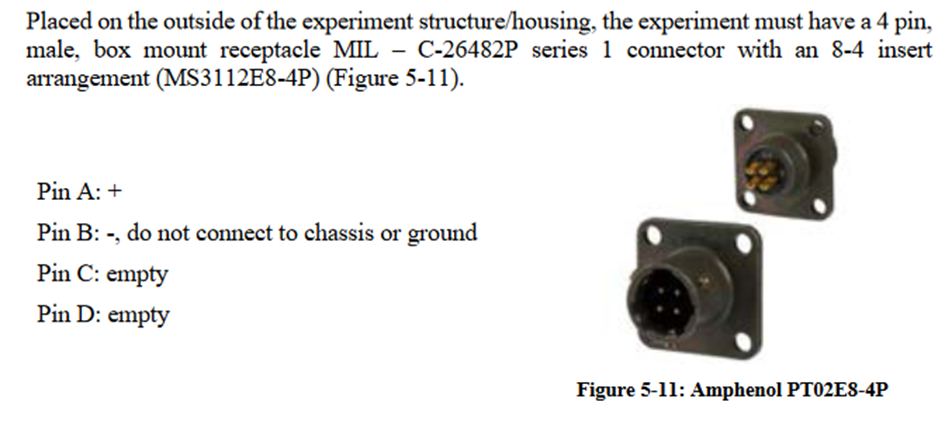 Placed on the outside of the experiment structure/housing, the experiment must have a 4 pin,
male, box mount receptacle MIL – C-26482P series 1 connector with an 8-4 insert
arrangement (MS3112E8-4P) (Figure 5-11).
Pin A: +
Pin B: -, do not connect to chassis or ground
Pin C: empty
Pin D: empty
Figure 5-11: Amphenol PT02E8-4P